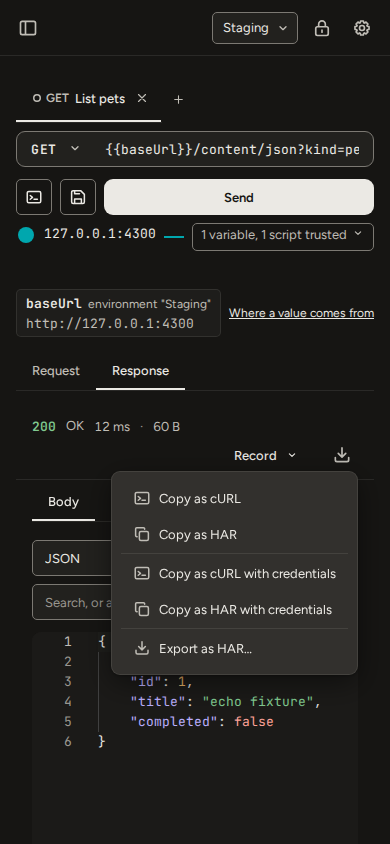 Staging
GET List pets
GET {{baseUrl}}/content/json?kind=pe
Send
127.0.0.1:4300
1 variable, 1 script trusted
baseUrl environment "Staging"
http://127.0.0.1:4300
Where a value comes from
Request Response
200 OK 12 ms · 60 B
Record
Body
Copy as cURL
Copy as HAR
Copy as cURL with credentials
Copy as HAR with credentials
Export as HAR...
JSON
Search, or a
1 {
2
3 "id": 1,
4 "title": "echo fixture",
5 "completed": false
6 }